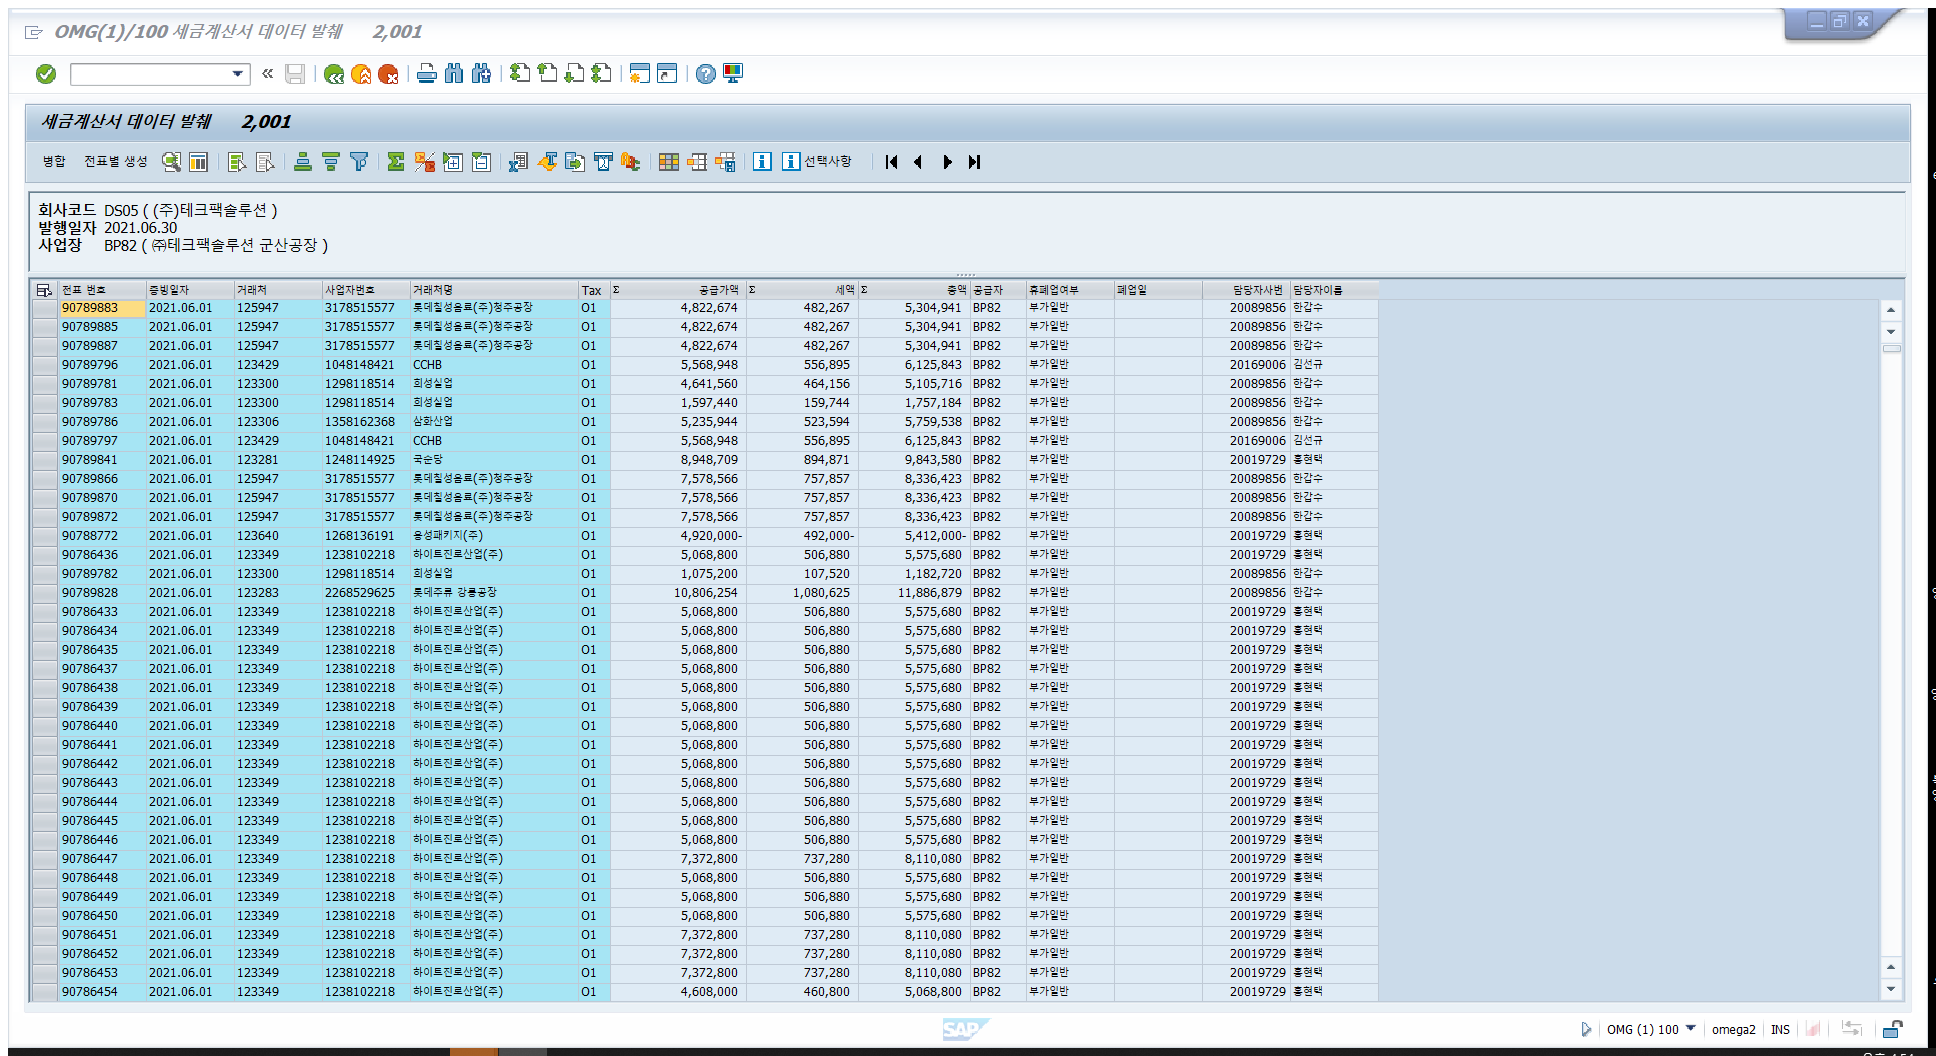 OMG(1)/100 세금계산서 데이터 발췌 2,001
세금계산서 데이터 발췌 2,001
병합 전표별 생성 선택사항
회사코드 DS05 ( (주)테크팩솔루션 )
발행일자 2021.06.30
사업장 BP82 ( ㈜테크팩솔루션 군산공장 )
전표 번호 증빙일자 거래처 사업자번호 거래처명 Tax Σ 공급가액 Σ 세액 Σ 총액 공급자 휴폐업여부 폐업일 담당자사번 담당자이름
90789883 2021.06.01 125947 3178515577 롯데칠성음료(주)청주공장 O1 4,822,674 482,267 5,304,941 BP82 부가일반 20089856 한갑수
90789885 2021.06.01 125947 3178515577 롯데칠성음료(주)청주공장 O1 4,822,674 482,267 5,304,941 BP82 부가일반 20089856 한갑수
90789887 2021.06.01 125947 3178515577 롯데칠성음료(주)청주공장 O1 4,822,674 482,267 5,304,941 BP82 부가일반 20089856 한갑수
90789796 2021.06.01 123429 1048148421 CCHB O1 5,568,948 556,895 6,125,843 BP82 부가일반 20169006 김선규
90789781 2021.06.01 123300 1298118514 희성실업 O1 4,641,560 464,156 5,105,716 BP82 부가일반 20089856 한갑수
90789783 2021.06.01 123300 1298118514 희성실업 O1 1,597,440 159,744 1,757,184 BP82 부가일반 20089856 한갑수
90789786 2021.06.01 123306 1358162368 삼화산업 O1 5,235,944 523,594 5,759,538 BP82 부가일반 20089856 한갑수
90789797 2021.06.01 123429 1048148421 CCHB O1 5,568,948 556,895 6,125,843 BP82 부가일반 20169006 김선규
90789841 2021.06.01 123281 1248114925 국순당 O1 8,948,709 894,871 9,843,580 BP82 부가일반 20019729 홍현택
90789866 2021.06.01 125947 3178515577 롯데칠성음료(주)청주공장 O1 7,578,566 757,857 8,336,423 BP82 부가일반 20089856 한갑수
90789870 2021.06.01 125947 3178515577 롯데칠성음료(주)청주공장 O1 7,578,566 757,857 8,336,423 BP82 부가일반 20089856 한갑수
90789872 2021.06.01 125947 3178515577 롯데칠성음료(주)청주공장 O1 7,578,566 757,857 8,336,423 BP82 부가일반 20089856 한갑수
90788772 2021.06.01 123640 1268136191 용성패키지(주) O1 4,920,000- 492,000- 5,412,000- BP82 부가일반 20019729 홍현택
90786436 2021.06.01 123349 1238102218 하이트진로산업(주) O1 5,068,800 506,880 5,575,680 BP82 부가일반 20019729 홍현택
90789782 2021.06.01 123300 1298118514 희성실업 O1 1,075,200 107,520 1,182,720 BP82 부가일반 20089856 한갑수
90789828 2021.06.01 123283 2268529625 롯데주류 강릉공장 O1 10,806,254 1,080,625 11,886,879 BP82 부가일반 20089856 한갑수
90786433 2021.06.01 123349 1238102218 하이트진로산업(주) O1 5,068,800 506,880 5,575,680 BP82 부가일반 20019729 홍현택
90786434 2021.06.01 123349 1238102218 하이트진로산업(주) O1 5,068,800 506,880 5,575,680 BP82 부가일반 20019729 홍현택
90786435 2021.06.01 123349 1238102218 하이트진로산업(주) O1 5,068,800 506,880 5,575,680 BP82 부가일반 20019729 홍현택
90786437 2021.06.01 123349 1238102218 하이트진로산업(주) O1 5,068,800 506,880 5,575,680 BP82 부가일반 20019729 홍현택
90786438 2021.06.01 123349 1238102218 하이트진로산업(주) O1 5,068,800 506,880 5,575,680 BP82 부가일반 20019729 홍현택
90786439 2021.06.01 123349 1238102218 하이트진로산업(주) O1 5,068,800 506,880 5,575,680 BP82 부가일반 20019729 홍현택
90786440 2021.06.01 123349 1238102218 하이트진로산업(주) O1 5,068,800 506,880 5,575,680 BP82 부가일반 20019729 홍현택
90786441 2021.06.01 123349 1238102218 하이트진로산업(주) O1 5,068,800 506,880 5,575,680 BP82 부가일반 20019729 홍현택
90786442 2021.06.01 123349 1238102218 하이트진로산업(주) O1 5,068,800 506,880 5,575,680 BP82 부가일반 20019729 홍현택
90786443 2021.06.01 123349 1238102218 하이트진로산업(주) O1 5,068,800 506,880 5,575,680 BP82 부가일반 20019729 홍현택
90786444 2021.06.01 123349 1238102218 하이트진로산업(주) O1 5,068,800 506,880 5,575,680 BP82 부가일반 20019729 홍현택
90786445 2021.06.01 123349 1238102218 하이트진로산업(주) O1 5,068,800 506,880 5,575,680 BP82 부가일반 20019729 홍현택
90786446 2021.06.01 123349 1238102218 하이트진로산업(주) O1 5,068,800 506,880 5,575,680 BP82 부가일반 20019729 홍현택
90786447 2021.06.01 123349 1238102218 하이트진로산업(주) O1 7,372,800 737,280 8,110,080 BP82 부가일반 20019729 홍현택
90786448 2021.06.01 123349 1238102218 하이트진로산업(주) O1 5,068,800 506,880 5,575,680 BP82 부가일반 20019729 홍현택
90786449 2021.06.01 123349 1238102218 하이트진로산업(주) O1 5,068,800 506,880 5,575,680 BP82 부가일반 20019729 홍현택
90786450 2021.06.01 123349 1238102218 하이트진로산업(주) O1 5,068,800 506,880 5,575,680 BP82 부가일반 20019729 홍현택
90786451 2021.06.01 123349 1238102218 하이트진로산업(주) O1 7,372,800 737,280 8,110,080 BP82 부가일반 20019729 홍현택
90786452 2021.06.01 123349 1238102218 하이트진로산업(주) O1 7,372,800 737,280 8,110,080 BP82 부가일반 20019729 홍현택
90786453 2021.06.01 123349 1238102218 하이트진로산업(주) O1 7,372,800 737,280 8,110,080 BP82 부가일반 20019729 홍현택
90786454 2021.06.01 123349 1238102218 하이트진로산업(주) O1 4,608,000 460,800 5,068,800 BP82 부가일반 20019729 홍현택
SAP OMG (1) 100 omega2 INS